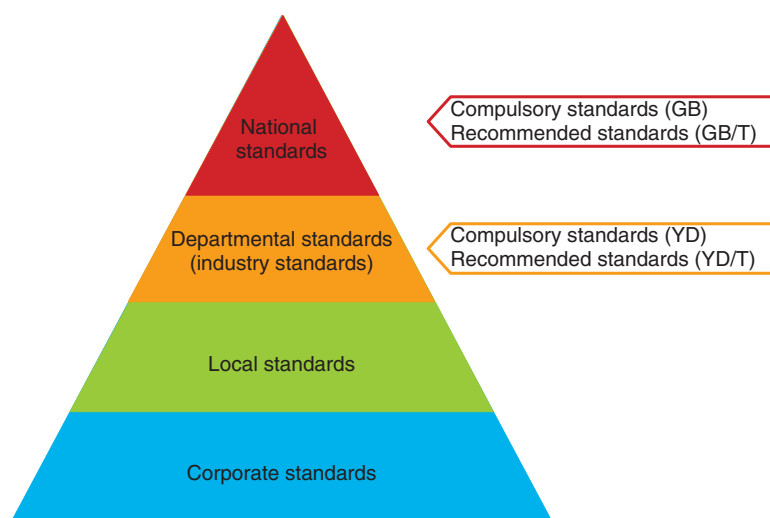 National
standards
Compulsory standards (GB)
Recommended standards (GB/T)
Departmental standards
(industry standards)
Compulsory standards (YD)
Recommended standards (YD/T)
Local standards
Corporate standards